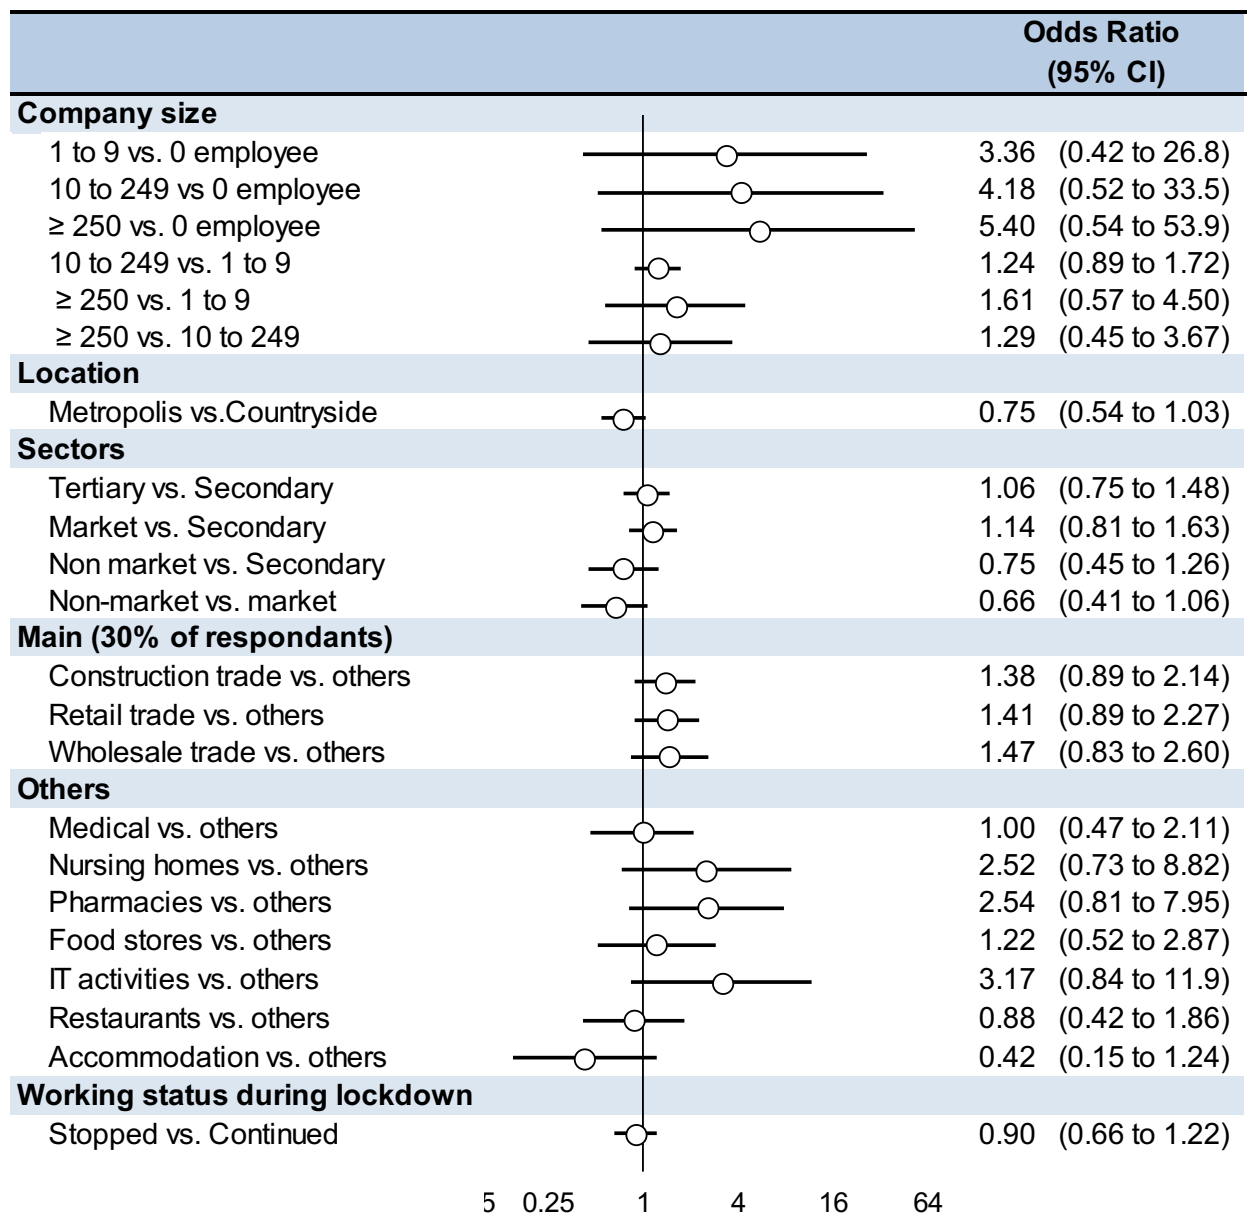 Odds Ratio
(95% CI)
Company size
1 to 9 vs. 0 employee 3.36 (0.42 to 26.8)
10 to 249 vs 0 employee 4.18 (0.52 to 33.5)
≥ 250 vs. 0 employee 5.40 (0.54 to 53.9)
10 to 249 vs. 1 to 9 1.24 (0.89 to 1.72)
≥ 250 vs. 1 to 9 1.61 (0.57 to 4.50)
≥ 250 vs. 10 to 249 1.29 (0.45 to 3.67)
Location
Metropolis vs.Countryside 0.75 (0.54 to 1.03)
Sectors
Tertiary vs. Secondary 1.06 (0.75 to 1.48)
Market vs. Secondary 1.14 (0.81 to 1.63)
Non market vs. Secondary 0.75 (0.45 to 1.26)
Non-market vs. market 0.66 (0.41 to 1.06)
Main (30% of respondants)
Construction trade vs. others 1.38 (0.89 to 2.14)
Retail trade vs. others 1.41 (0.89 to 2.27)
Wholesale trade vs. others 1.47 (0.83 to 2.60)
Others
Medical vs. others 1.00 (0.47 to 2.11)
Nursing homes vs. others 2.52 (0.73 to 8.82)
Pharmacies vs. others 2.54 (0.81 to 7.95)
Food stores vs. others 1.22 (0.52 to 2.87)
IT activities vs. others 3.17 (0.84 to 11.9)
Restaurants vs. others 0.88 (0.42 to 1.86)
Accommodation vs. others 0.42 (0.15 to 1.24)
Working status during lockdown
Stopped vs. Continued 0.90 (0.66 to 1.22)
5 0.25 1 4 16 64